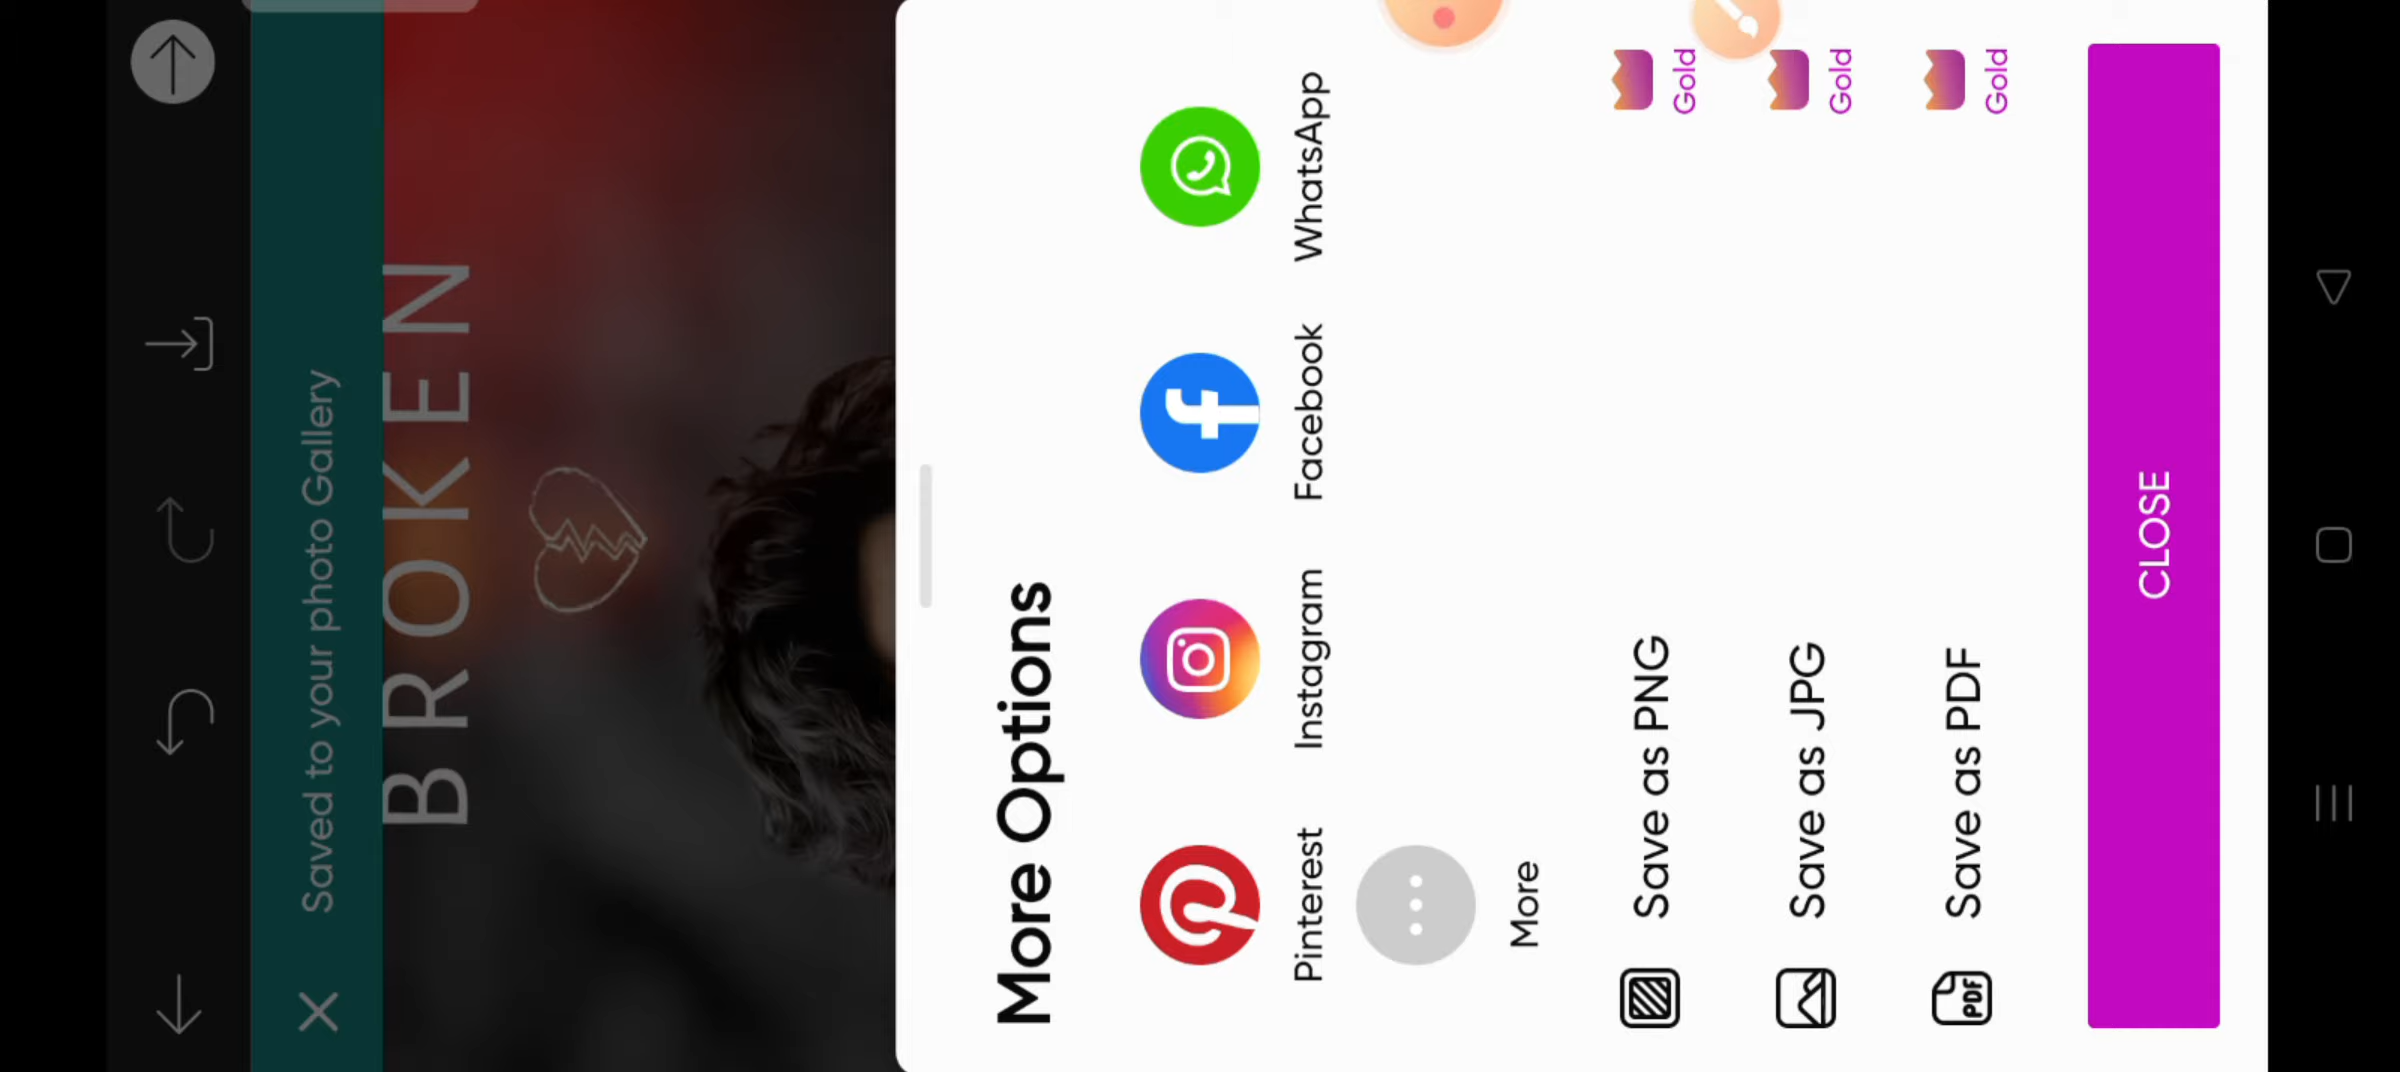 Saved to your photo Gallery
BROKEN
More Options
Pinterest
Instagram
Facebook
WhatsApp
More
Save as PNG
Gold
Save as JPG
Gold
PDF
Save as PDF
Gold
CLOSE